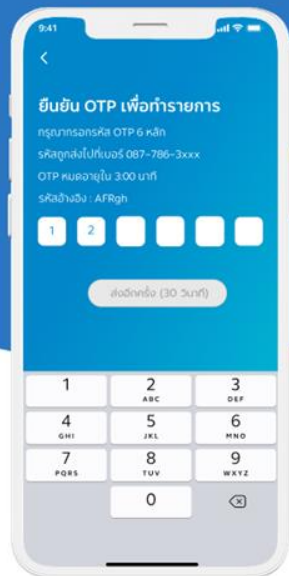 9:41
ยืนยัน OTP เพื่อทำรายการ
กรุณากรอกรหัส OTP 6 หลัก
รหัสถูกส่งไปที่เบอร์ 087-786-3xxx
OTP หมดอายุใน 3:00 นาที
รหัสอ้างอิง : AFRgh
1 2
ส่งอีกครั้ง (30 วินาที)
1 2 3
ABC DEF
4 5 6
GHI JKL MNO
7 8 9
PQRS TUV WXYZ
0